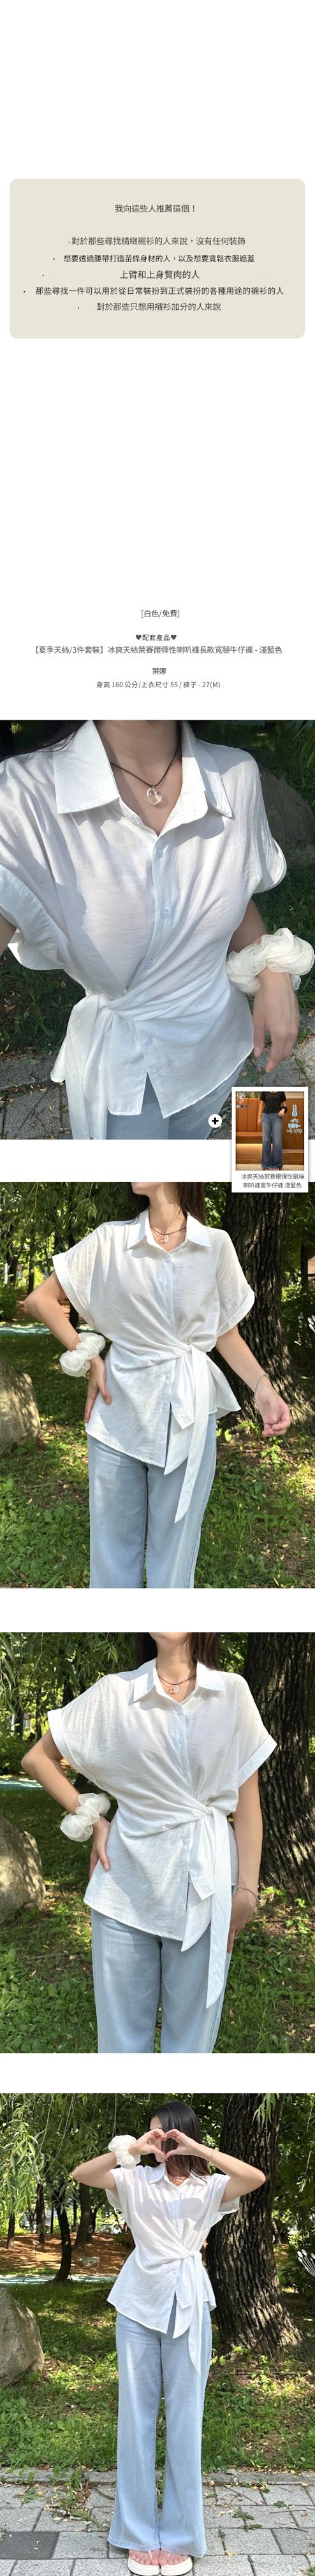 我向這些人推薦這個！
· 對於那些尋找精緻襯衫的人來說，沒有任何裝飾
· 想要透過腰帶打造苗條身材的人，以及想要寬鬆衣服遮蓋
· 上臂和上身贅肉的人
· 那些尋找一件可以用於從日常裝扮到正式裝扮的各種用途的襯衫的人
· 對於那些只想用襯衫加分的人來說
[白色/免費]
♥配套產品♥
【夏季天絲/3件套裝】冰爽天絲萊賽爾彈性喇叭褲長款寬腿牛仔褲 - 淺藍色
葉娜
身高 160 公分/上衣尺寸 55 / 褲子 - 27(M)
冰爽天絲萊賽爾彈性氨綸
喇叭褲寬牛仔褲 淺藍色